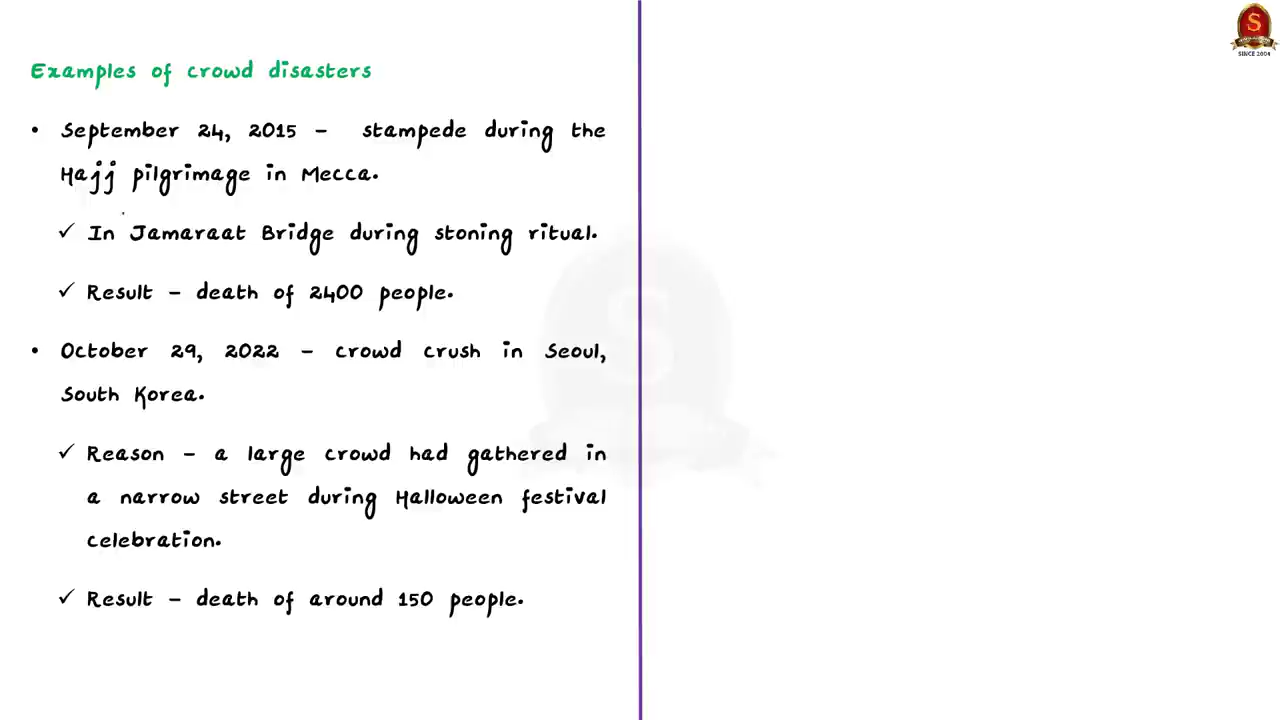 Examples of crowd disasters
• September 24, 2015 – stampede during the
Hajj pilgrimage in Mecca.
✓ In Jamaraat Bridge during stoning ritual.
✓ Result – death of 2400 people.
• October 29, 2022 – crowd crush in Seoul,
South Korea.
✓ Reason – a large crowd had gathered in
a narrow street during Halloween festival
celebration.
✓ Result – death of around 150 people.
S
SINCE 2004